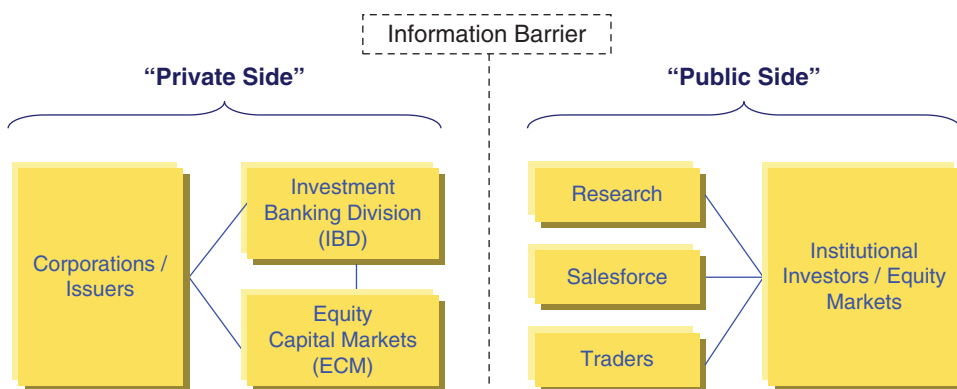 Information Barrier
“Private Side”
“Public Side”
Corporations /
Issuers
Investment
Banking Division
(IBD)
Equity
Capital Markets
(ECM)
Research
Salesforce
Traders
Institutional
Investors / Equity
Markets